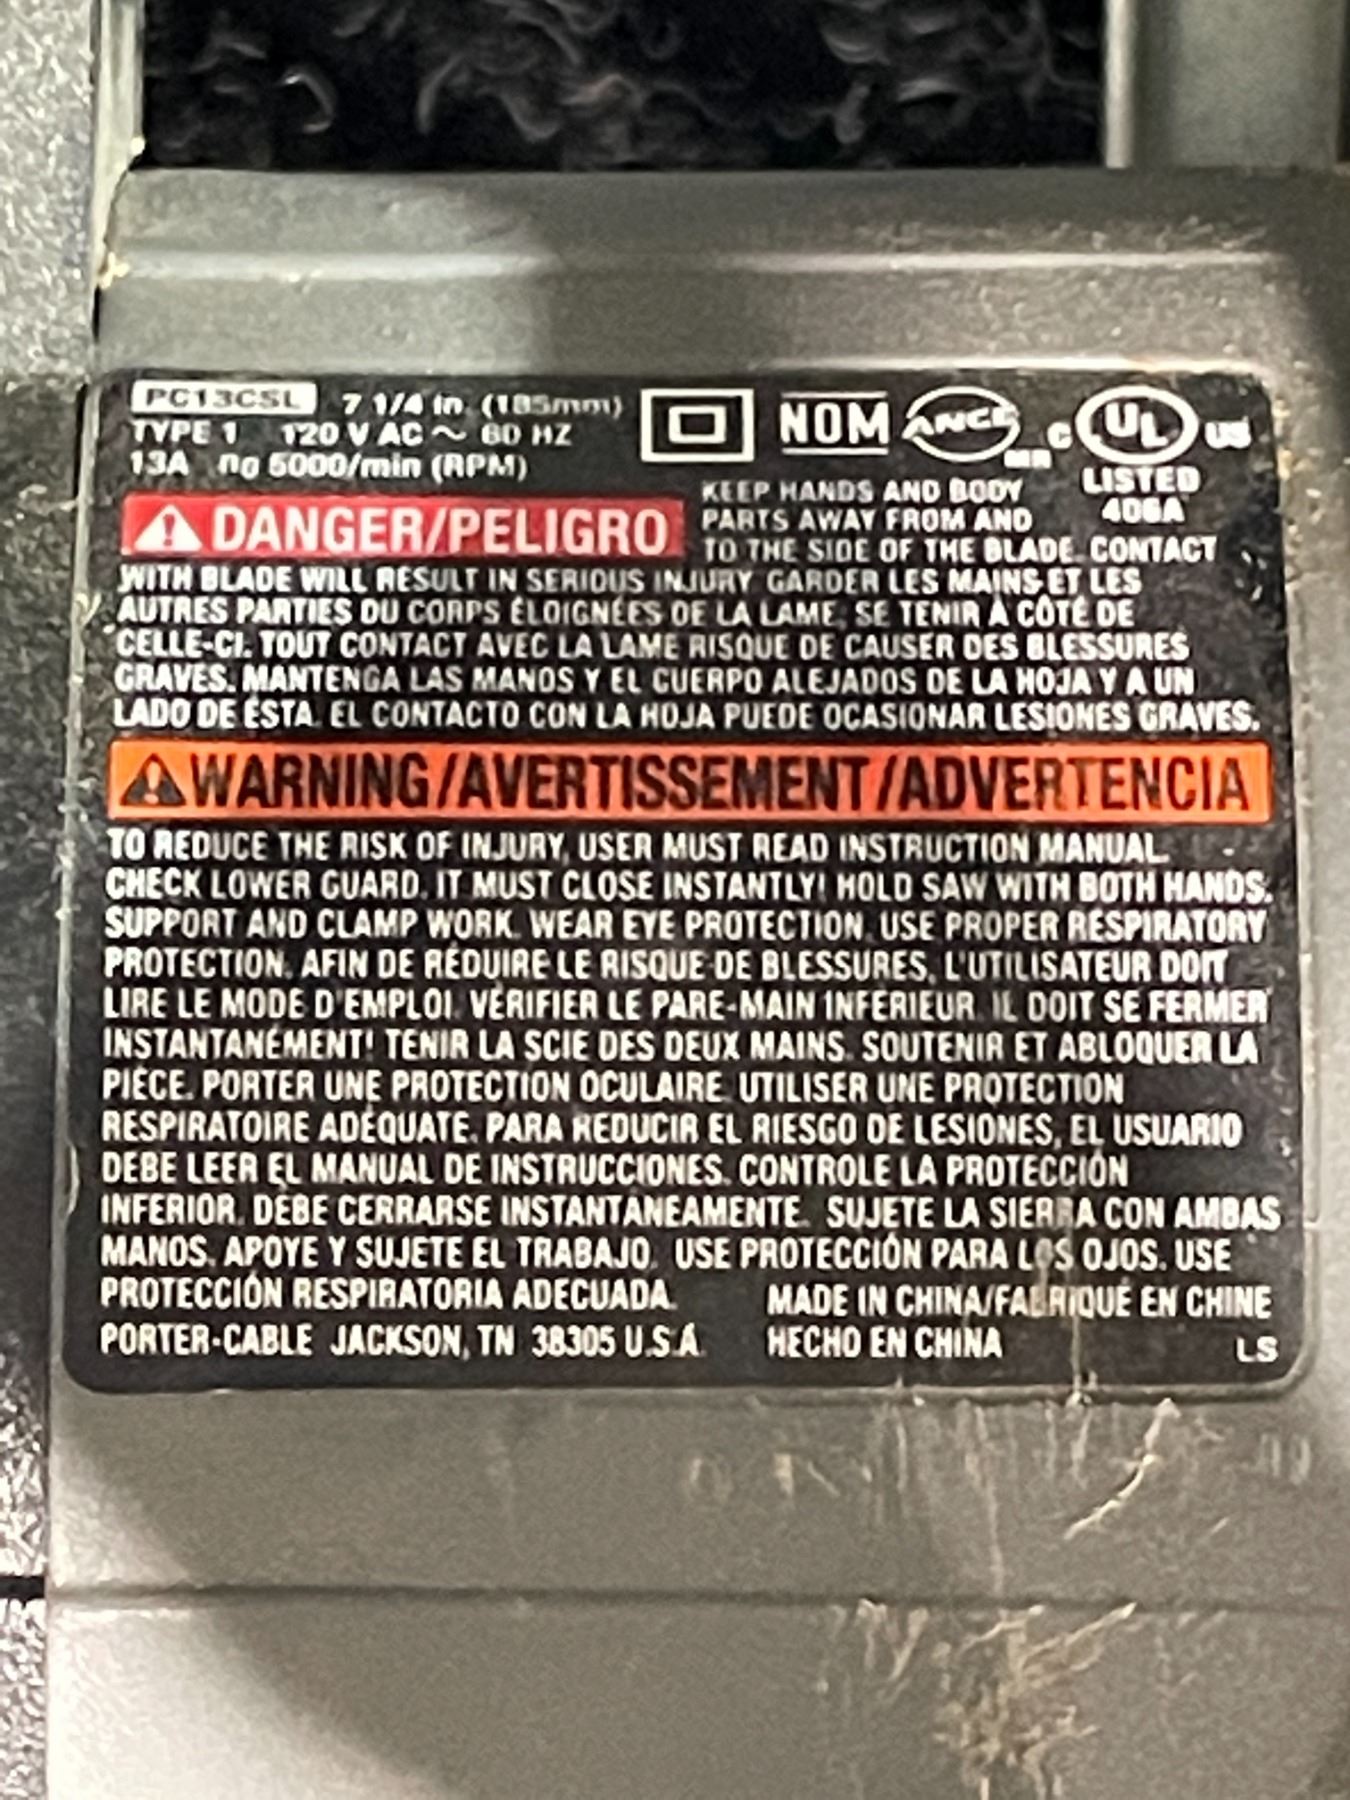 PC13CSL 7 1/4 in. (185mm)
TYPE 1 120 V AC ~ 60 HZ
13A n0 5000/min (RPM)
NOM
ANCE
MR
C UL US
LISTED
406A
DANGER/PELIGRO
KEEP HANDS AND BODY
PARTS AWAY FROM AND
TO THE SIDE OF THE BLADE. CONTACT
WITH BLADE WILL RESULT IN SERIOUS INJURY GARDER LES MAINS ET LES
AUTRES PARTIES DU CORPS ÉLOIGNÉES DE LA LAME; SE TENIR À CÔTÉ DE
CELLE-CI. TOUT CONTACT AVEC LA LAME RISQUE DE CAUSER DES BLESSURES
GRAVES. MANTENGA LAS MANOS Y EL CUERPO ALEJADOS DE LA HOJA Y A UN
LADO DE ÉSTA. EL CONTACTO CON LA HOJA PUEDE OCASIONAR LESIONES GRAVES.
WARNING/AVERTISSEMENT/ADVERTENCIA
TO REDUCE THE RISK OF INJURY, USER MUST READ INSTRUCTION MANUAL.
CHECK LOWER GUARD. IT MUST CLOSE INSTANTLY! HOLD SAW WITH BOTH HANDS.
SUPPORT AND CLAMP WORK. WEAR EYE PROTECTION. USE PROPER RESPIRATORY
PROTECTION. AFIN DE RÉDUIRE LE RISQUE DE BLESSURES, L'UTILISATEUR DOIT
LIRE LE MODE D'EMPLOI. VÉRIFIER LE PARE-MAIN INFÉRIEUR. IL DOIT SE FERMER
INSTANTANÉMENT! TENIR LA SCIE DES DEUX MAINS. SOUTENIR ET ABLOQUER LA
PIÈCE. PORTER UNE PROTECTION OCULAIRE. UTILISER UNE PROTECTION
RESPIRATOIRE ADÉQUATE. PARA REDUCIR EL RIESGO DE LESIONES, EL USUARIO
DEBE LEER EL MANUAL DE INSTRUCCIONES. CONTROLE LA PROTECCIÓN
INFERIOR. DEBE CERRARSE INSTANTANEAMENTE. SUJETE LA SIERRA CON AMBAS
MANOS. APOYE Y SUJETE EL TRABAJO. USE PROTECCIÓN PARA LOS OJOS. USE
PROTECCIÓN RESPIRATORIA ADECUADA.
MADE IN CHINA/FABRIQUÉ EN CHINE
PORTER-CABLE JACKSON, TN 38305 U.S.A.
HECHO EN CHINA
LS